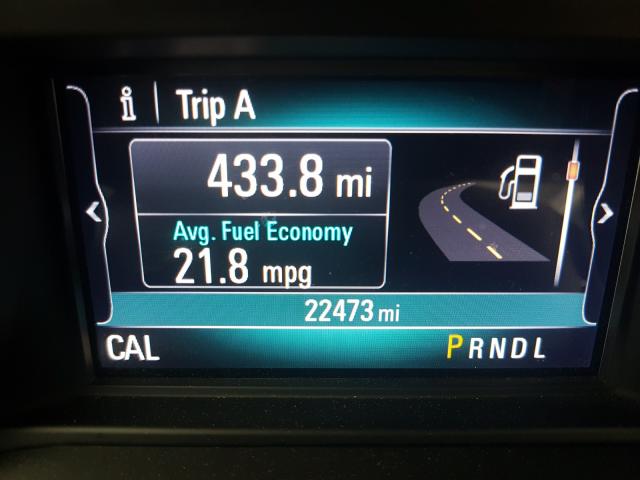 i Trip A
433.8 mi
Avg. Fuel Economy
21.8 mpg
22473 mi
CAL PRNDL